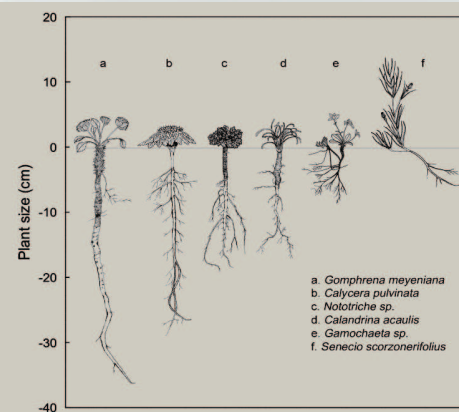 20
a b c d e f
10
0
Plant size (cm)
-10
-20
a. Gomphrena meyeniana
b. Calycera pulvinata
c. Nototriche sp.
d. Calandrina acaulis
e. Gamochaeta sp.
f. Senecio scorzonerifolius
-30
-40